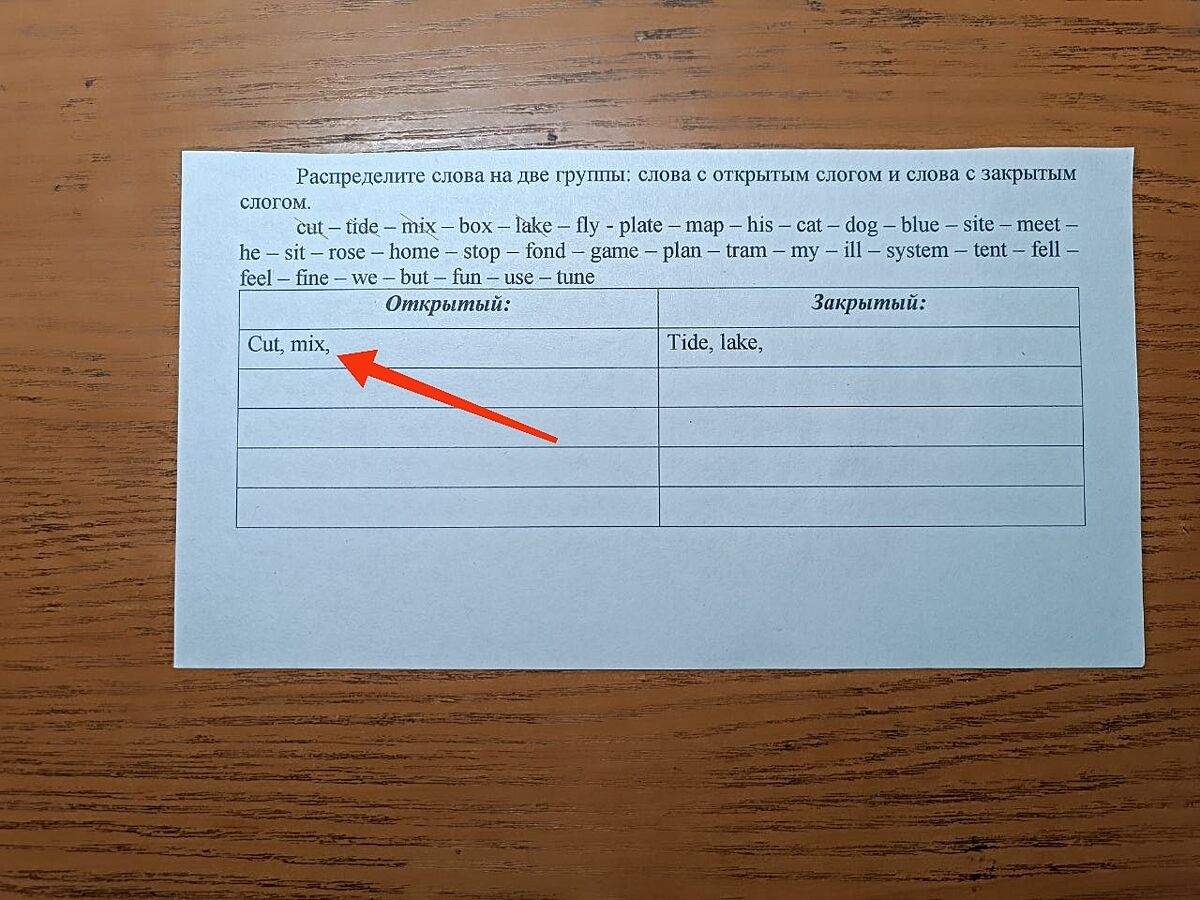 Распределите слова на две группы: слова с открытым слогом и слова с закрытым
слогом.
cut – tide – mix – box – lake – fly - plate – map – his – cat – dog – blue – site – meet –
he – sit – rose – home – stop – fond – game – plan – tram – my – ill – system – tent – fell –
feel – fine – we – but – fun – use – tune
Открытый: Закрытый:
Cut, mix, Tide, lake,